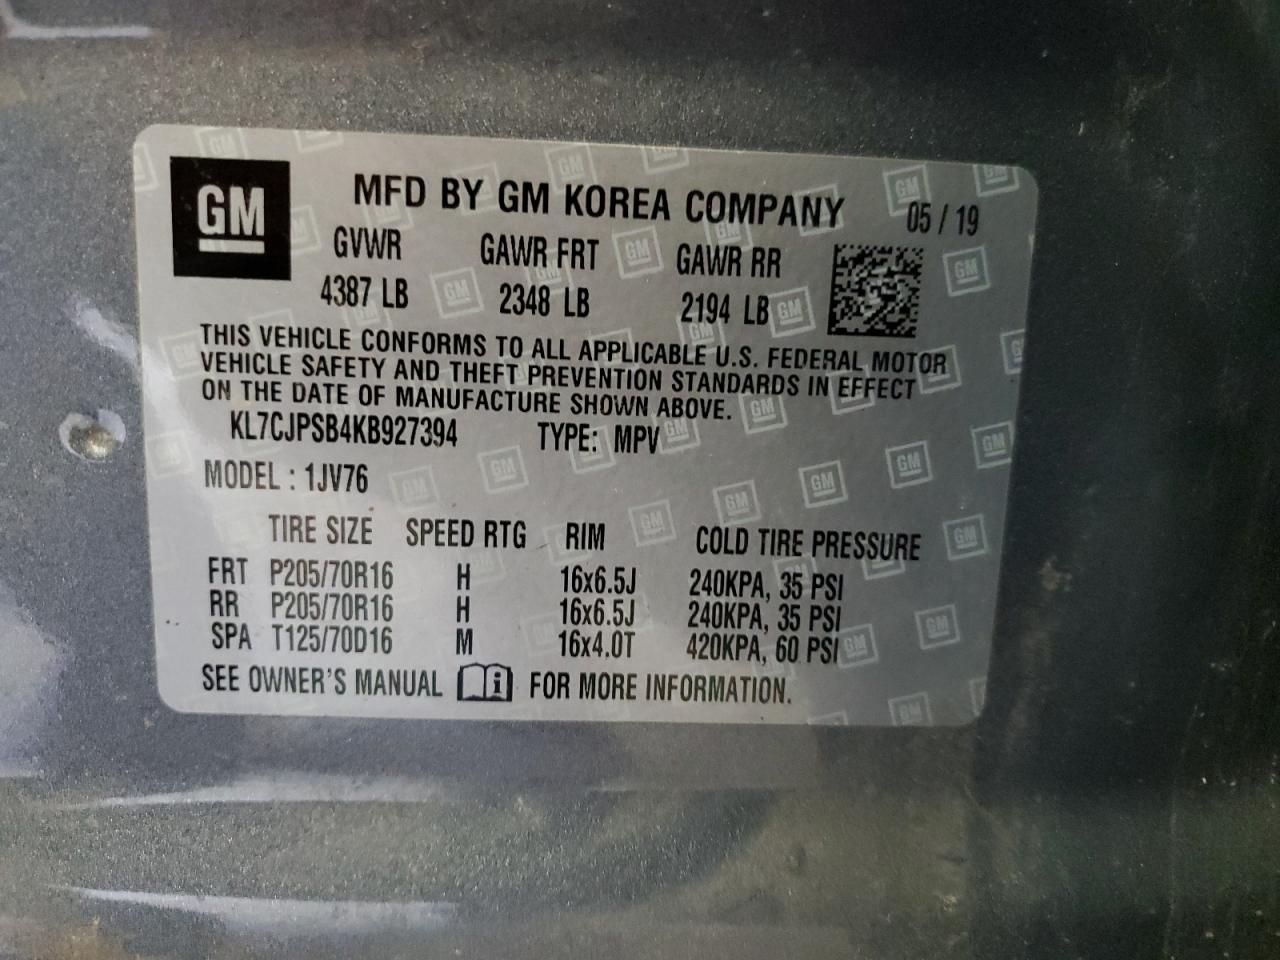 GM
MFD BY GM KOREA COMPANY 05 / 19
GVWR GAWR FRT GAWR RR
4387 LB 2348 LB 2194 LB
THIS VEHICLE CONFORMS TO ALL APPLICABLE U.S. FEDERAL MOTOR
VEHICLE SAFETY AND THEFT PREVENTION STANDARDS IN EFFECT
ON THE DATE OF MANUFACTURE SHOWN ABOVE.
KL7CJPSB4KB927394 TYPE: MPV
MODEL : 1JV76
TIRE SIZE SPEED RTG RIM COLD TIRE PRESSURE
FRT P205/70R16 H 16x6.5J 240KPA, 35 PSI
RR P205/70R16 H 16x6.5J 240KPA, 35 PSI
SPA T125/70D16 M 16x4.0T 420KPA, 60 PSI
SEE OWNER'S MANUAL i FOR MORE INFORMATION.